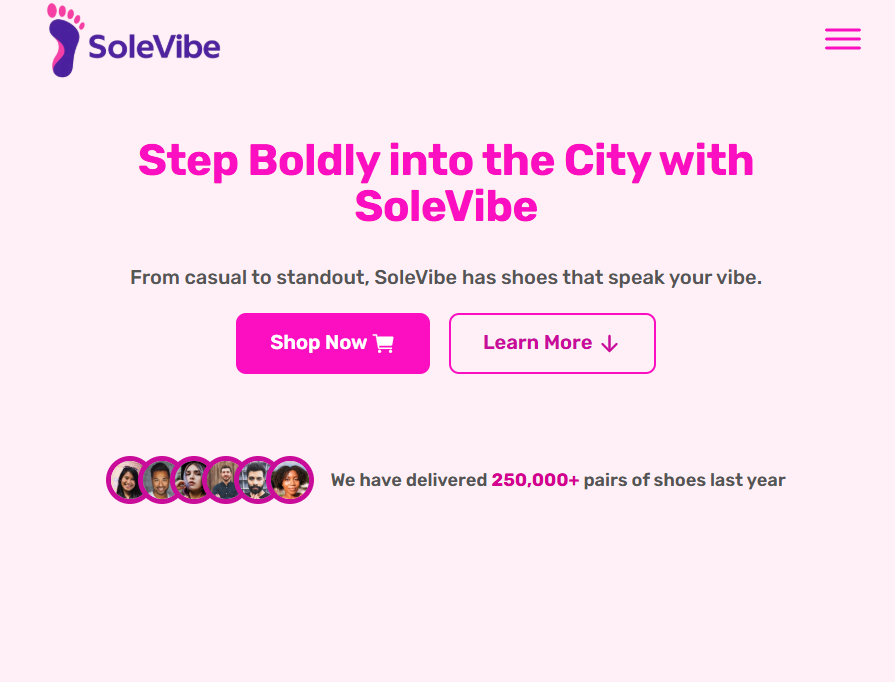 SoleVibe
Step Boldly into the City with
SoleVibe
From casual to standout, SoleVibe has shoes that speak your vibe.
Shop Now
Learn More
We have delivered 250,000+ pairs of shoes last year